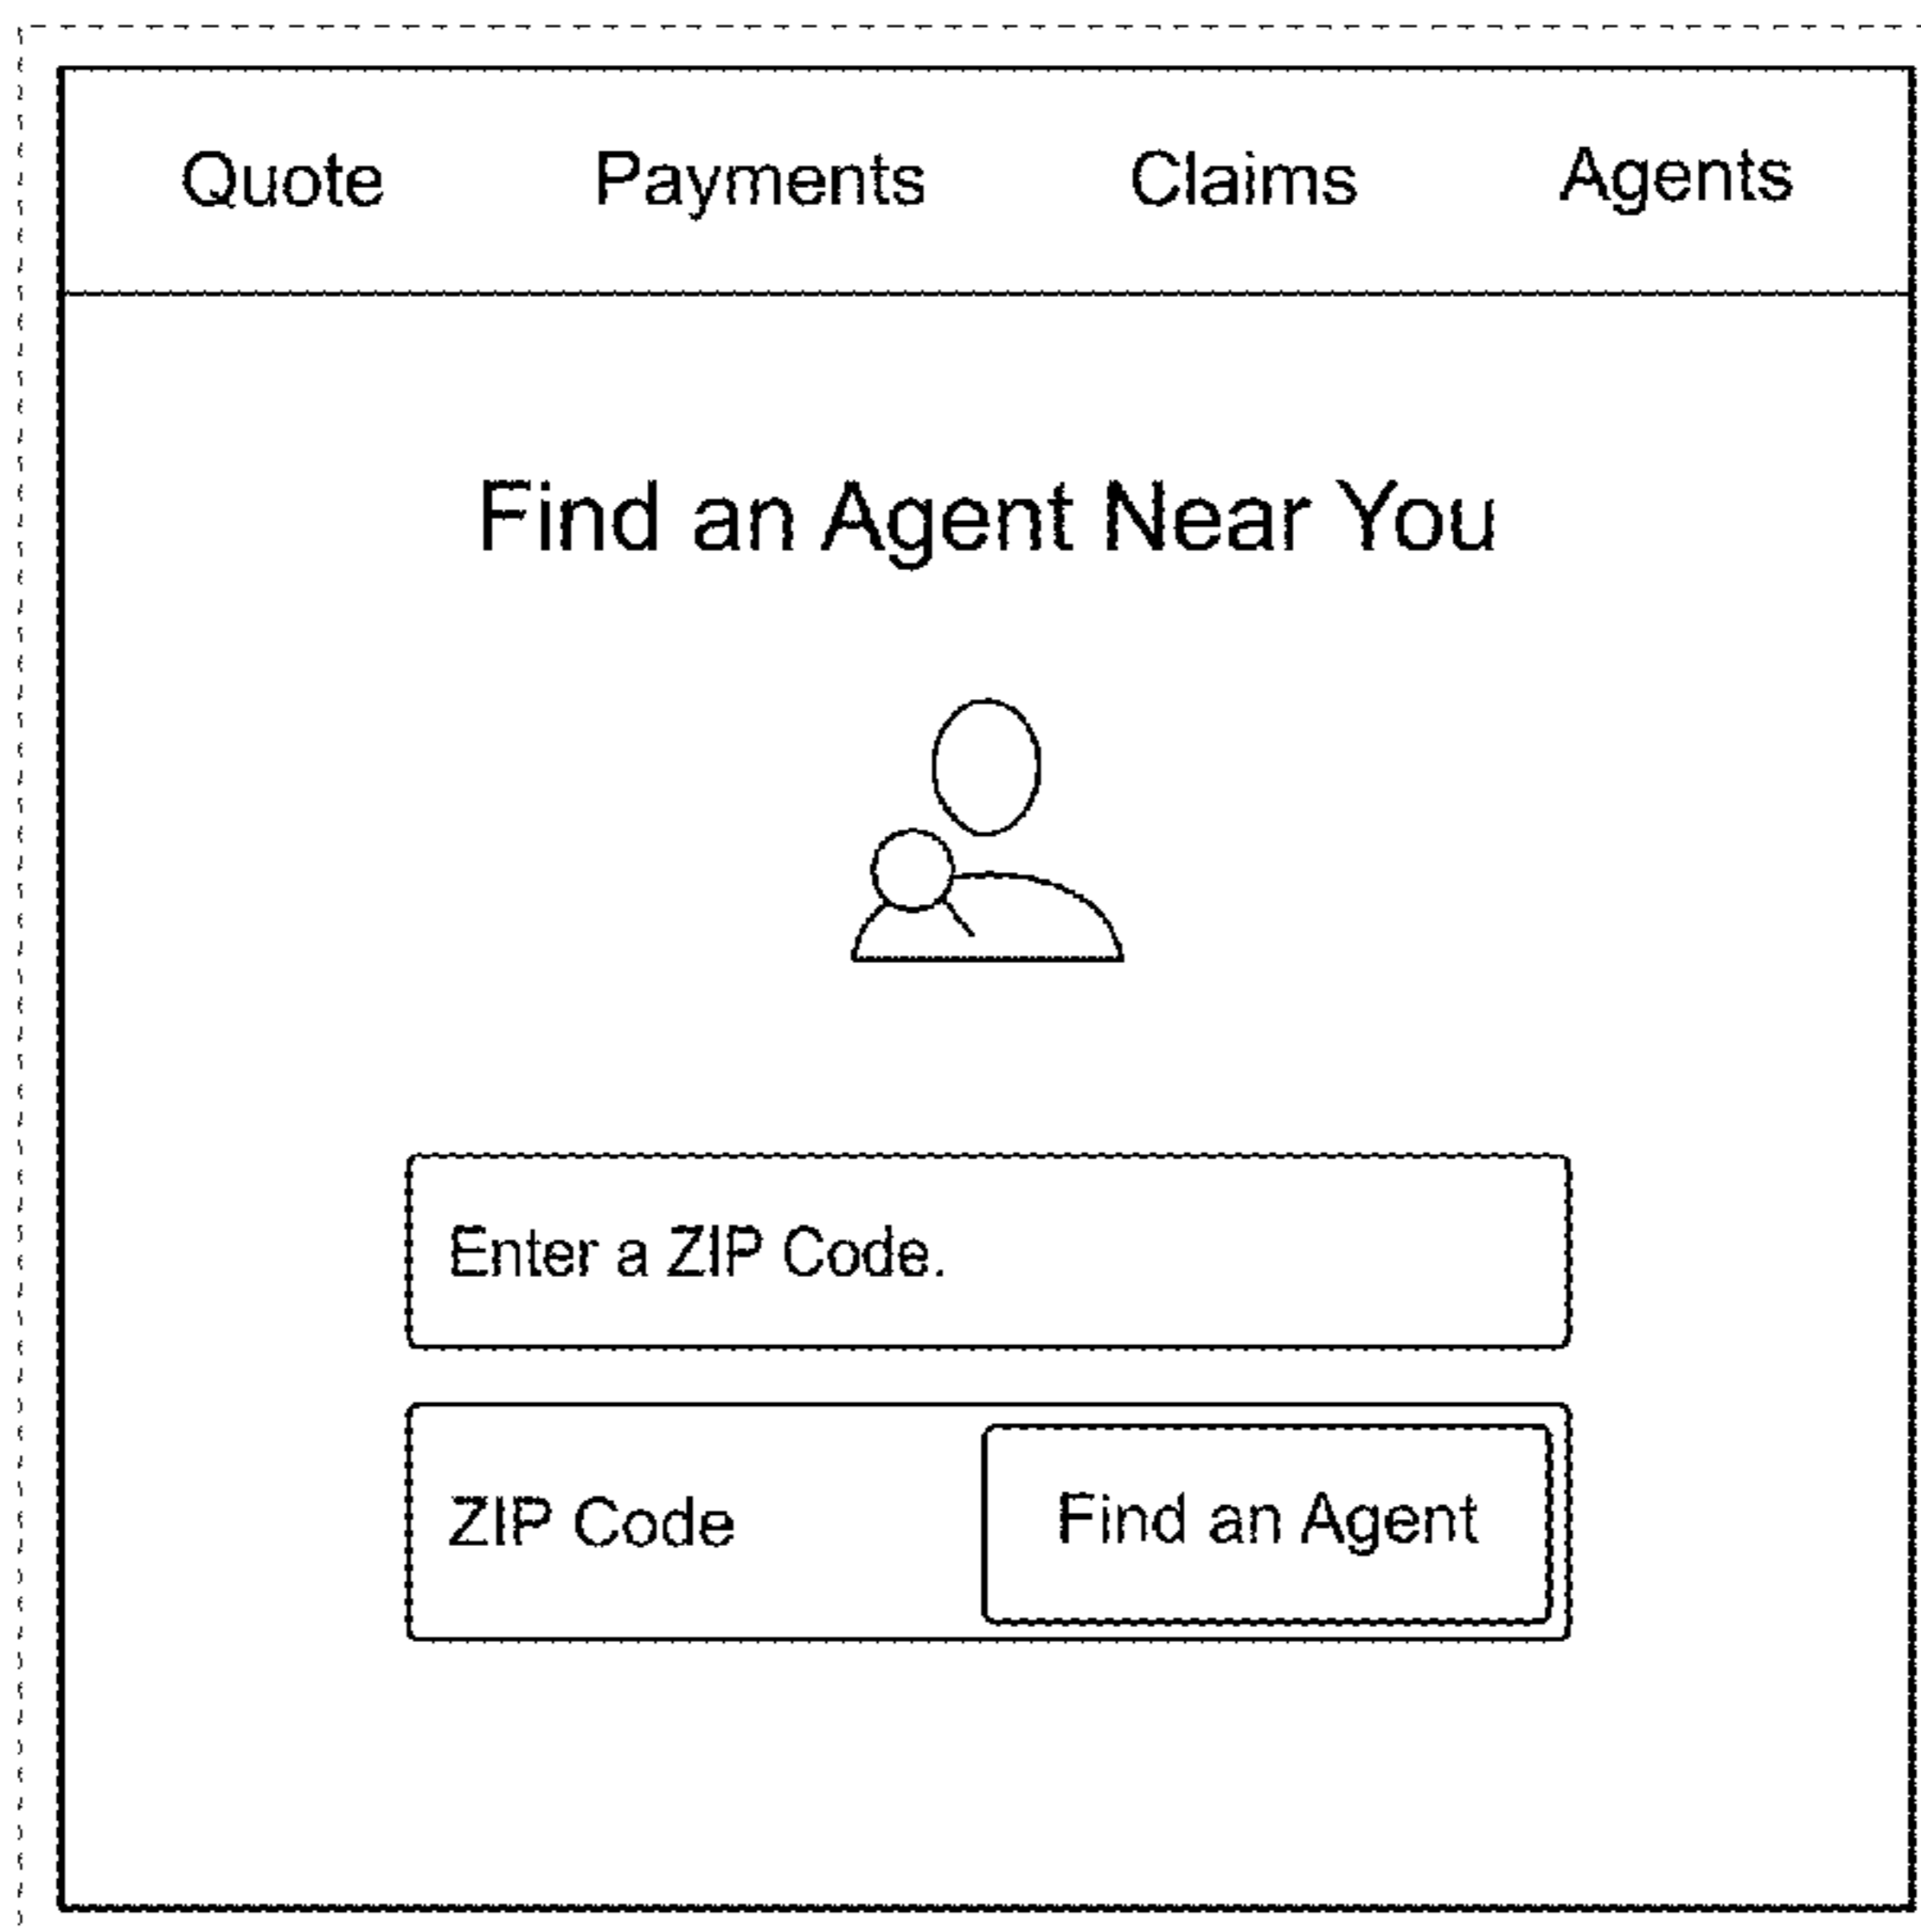 Quote Payments Claims Agents
Find an Agent Near You
Enter a ZIP Code.
ZIP Code Find an Agent